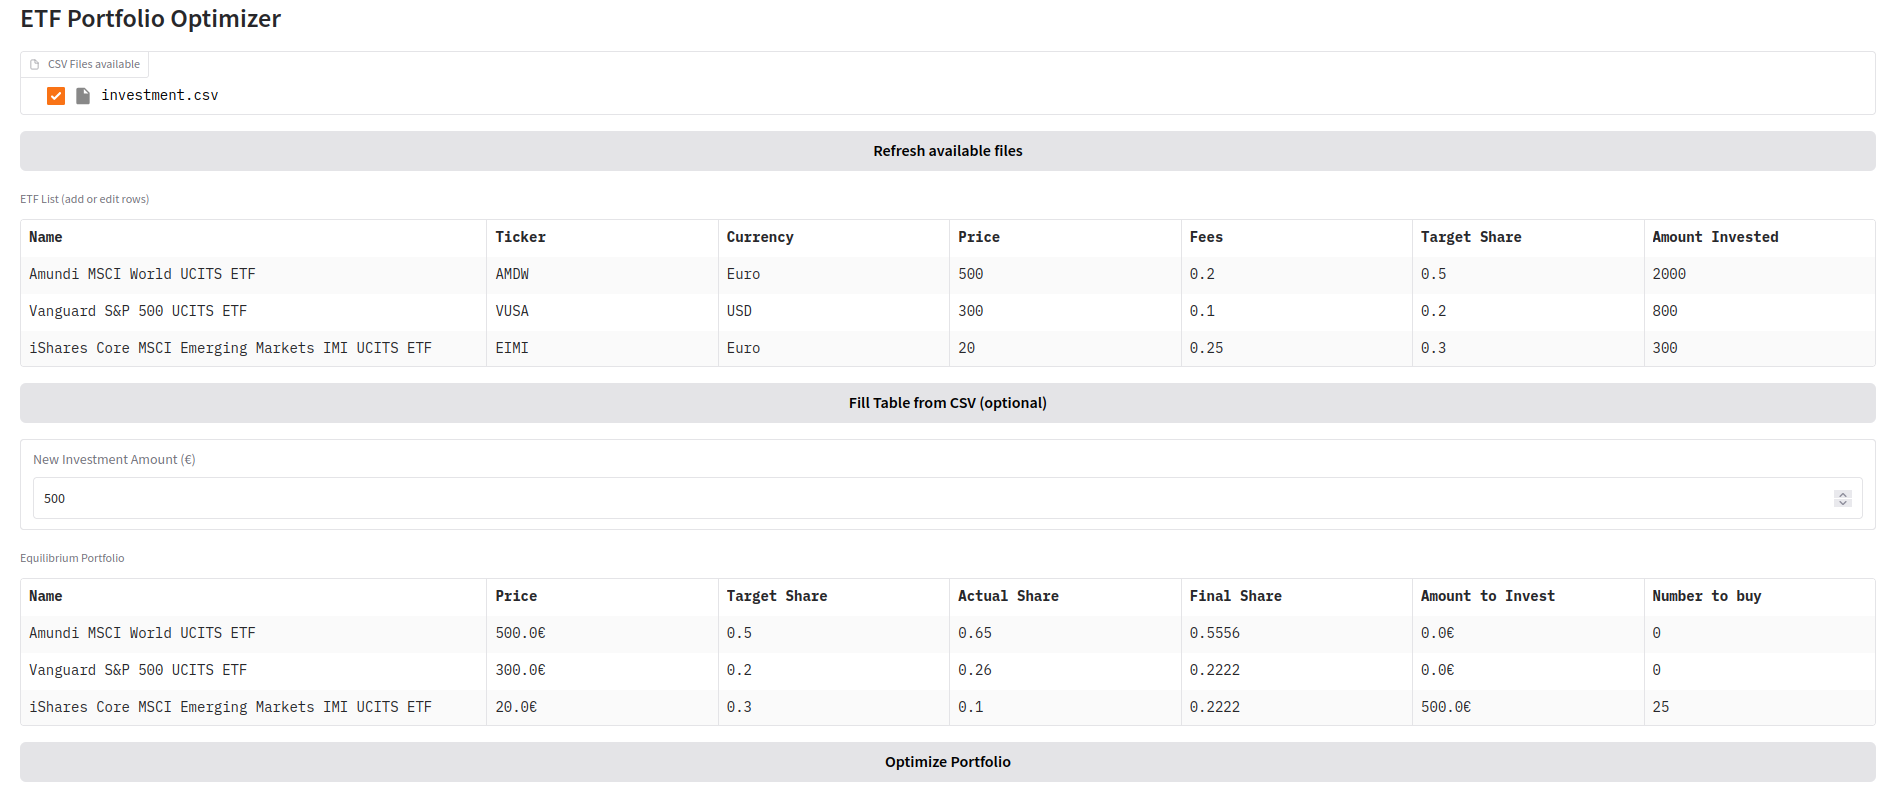 ETF Portfolio Optimizer
CSV Files available
investment.csv
Refresh available files
ETF List (add or edit rows)
Name Ticker Currency Price Fees Target Share Amount Invested
Amundi MSCI World UCITS ETF AMDW Euro 500 0.2 0.5 2000
Vanguard S&P 500 UCITS ETF VUSA USD 300 0.1 0.2 800
iShares Core MSCI Emerging Markets IMI UCITS ETF EIMI Euro 20 0.25 0.3 300
Fill Table from CSV (optional)
New Investment Amount (€)
500
Equilibrium Portfolio
Name Price Target Share Actual Share Final Share Amount to Invest Number to buy
Amundi MSCI World UCITS ETF 500.0€ 0.5 0.65 0.5556 0.0€ 0
Vanguard S&P 500 UCITS ETF 300.0€ 0.2 0.26 0.2222 0.0€ 0
iShares Core MSCI Emerging Markets IMI UCITS ETF 20.0€ 0.3 0.1 0.2222 500.0€ 25
Optimize Portfolio